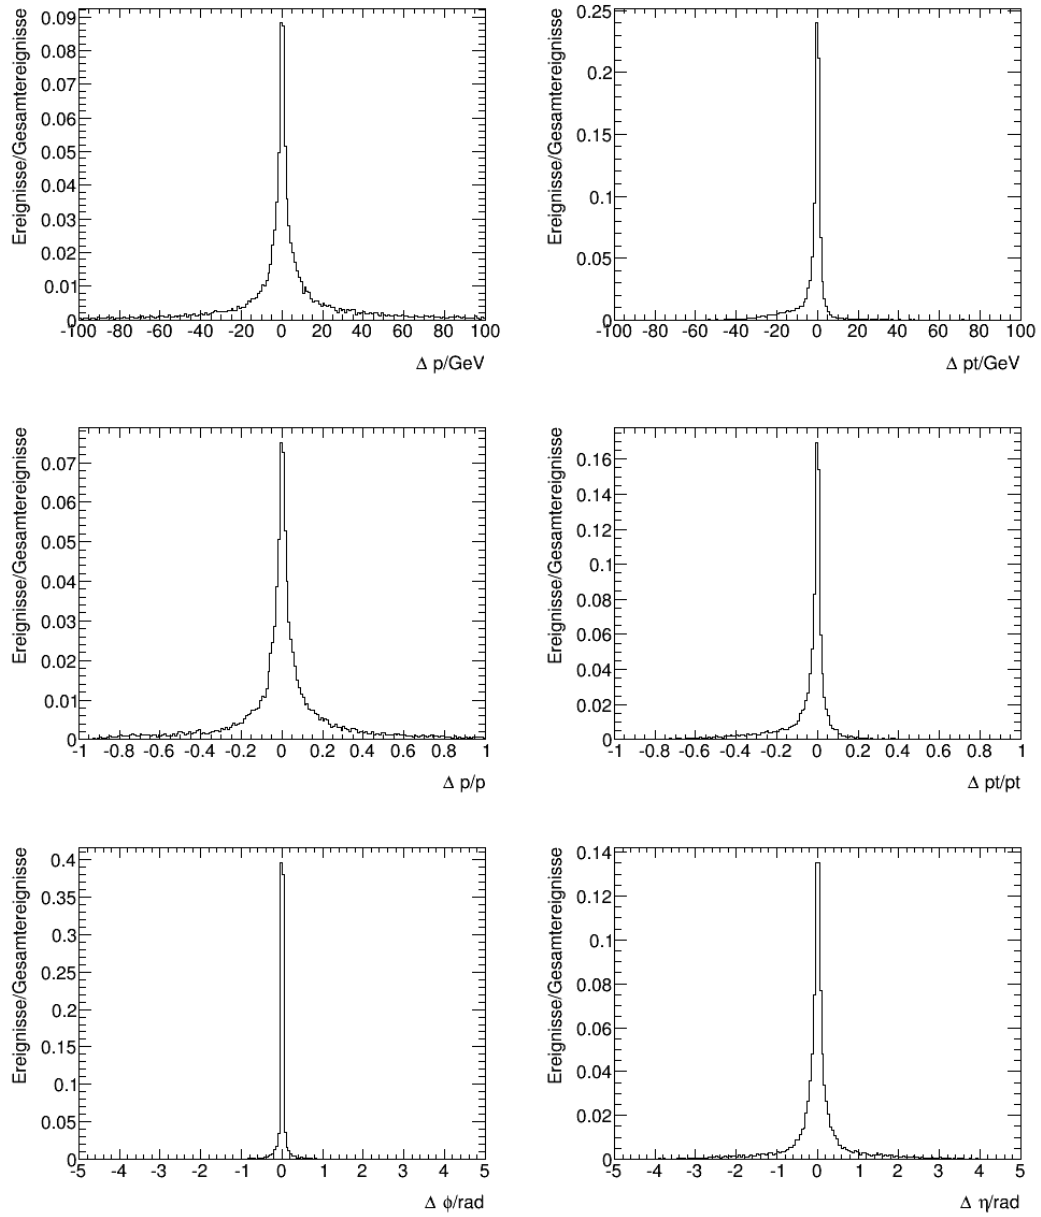 Ereignisse/Gesamtereignisse
0.09
0.08
0.07
0.06
0.05
0.04
0.03
0.02
0.01
0
-100 -80 -60 -40 -20 0 20 40 60 80 100
Δ p/GeV
Ereignisse/Gesamtereignisse
0.25
0.2
0.15
0.1
0.05
0
-100 -80 -60 -40 -20 0 20 40 60 80 100
Δ pt/GeV
Ereignisse/Gesamtereignisse
0.07
0.06
0.05
0.04
0.03
0.02
0.01
0
-1 -0.8 -0.6 -0.4 -0.2 0 0.2 0.4 0.6 0.8 1
Δ p/p
Ereignisse/Gesamtereignisse
0.16
0.14
0.12
0.1
0.08
0.06
0.04
0.02
0
-1 -0.8 -0.6 -0.4 -0.2 0 0.2 0.4 0.6 0.8 1
Δ pt/pt
Ereignisse/Gesamtereignisse
0.4
0.35
0.3
0.25
0.2
0.15
0.1
0.05
0
-5 -4 -3 -2 -1 0 1 2 3 4 5
Δ ϕ/rad
Ereignisse/Gesamtereignisse
0.14
0.12
0.1
0.08
0.06
0.04
0.02
0
-5 -4 -3 -2 -1 0 1 2 3 4 5
Δ η/rad